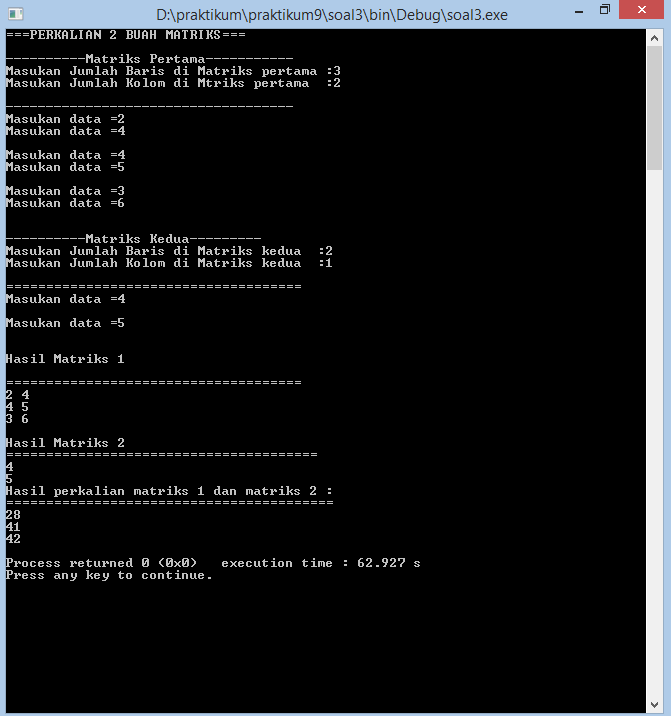 D:\praktikum\praktikum9\soal3\bin\Debug\soal3.exe
===PERKALIAN 2 BUAH MATRIKS===
----------Matriks Pertama-----------
Masukan Jumlah Baris di Matriks pertama :3
Masukan Jumlah Kolom di Mtriks pertama  :2
------------------------------------
Masukan data =2
Masukan data =4
Masukan data =4
Masukan data =5
Masukan data =3
Masukan data =6
----------Matriks Kedua---------
Masukan Jumlah Baris di Matriks kedua  :2
Masukan Jumlah Kolom di Matriks kedua  :1
=====================================
Masukan data =4
Masukan data =5
Hasil Matriks 1
=====================================
2 4
4 5
3 6
Hasil Matriks 2
=======================================
4
5
Hasil perkalian matriks 1 dan matriks 2 :
=========================================
28
41
42
Process returned 0 (0x0)   execution time : 62.927 s
Press any key to continue.